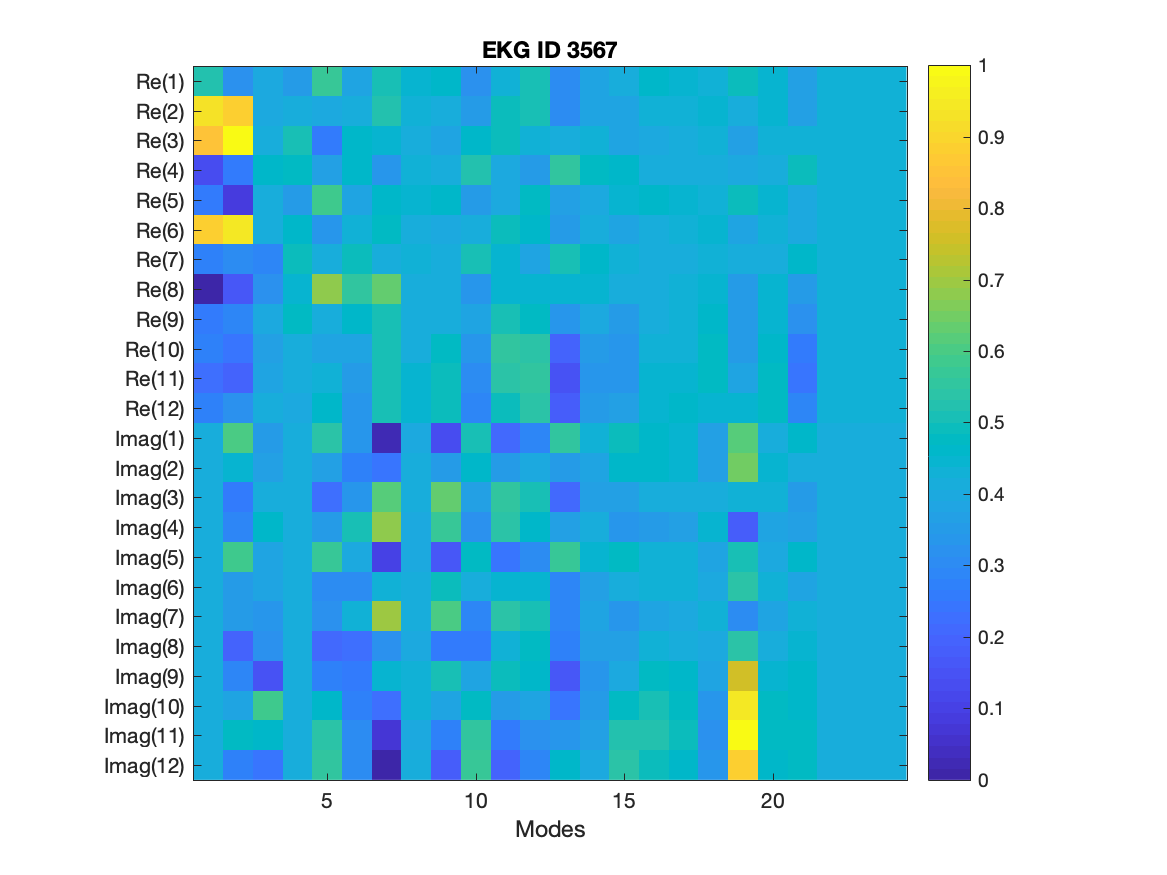 EKG ID 3567
Re(1)
Re(2)
Re(3)
Re(4)
Re(5)
Re(6)
Re(7)
Re(8)
Re(9)
Re(10)
Re(11)
Re(12)
Imag(1)
Imag(2)
Imag(3)
Imag(4)
Imag(5)
Imag(6)
Imag(7)
Imag(8)
Imag(9)
Imag(10)
Imag(11)
Imag(12)
5 10 15 20
Modes
1
0.9
0.8
0.7
0.6
0.5
0.4
0.3
0.2
0.1
0